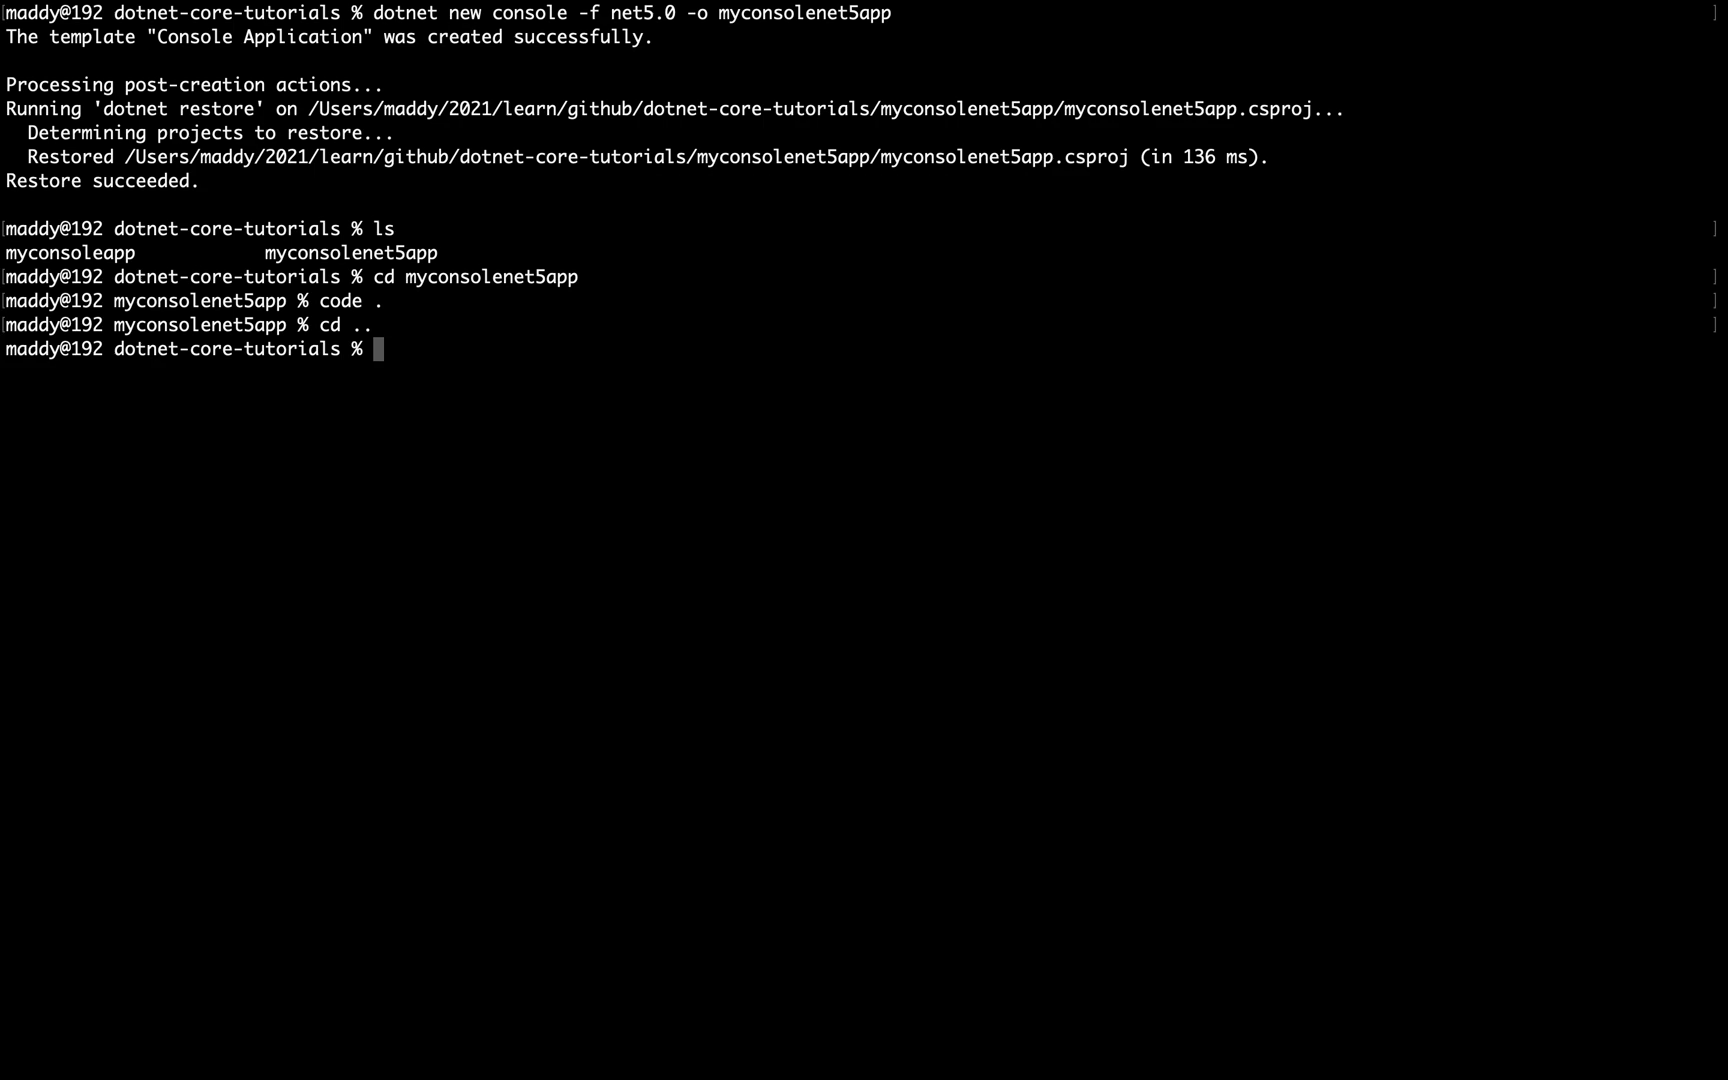 [maddy@192 dotnet-core-tutorials % dotnet new console -f net5.0 -o myconsolenet5app ]
The template "Console Application" was created successfully.
Processing post-creation actions...
Running 'dotnet restore' on /Users/maddy/2021/learn/github/dotnet-core-tutorials/myconsolenet5app/myconsolenet5app.csproj...
  Determining projects to restore...
  Restored /Users/maddy/2021/learn/github/dotnet-core-tutorials/myconsolenet5app/myconsolenet5app.csproj (in 136 ms).
Restore succeeded.
[maddy@192 dotnet-core-tutorials % ls ]
myconsoleapp            myconsolenet5app
[maddy@192 dotnet-core-tutorials % cd myconsolenet5app ]
[maddy@192 myconsolenet5app % code . ]
[maddy@192 myconsolenet5app % cd .. ]
maddy@192 dotnet-core-tutorials %